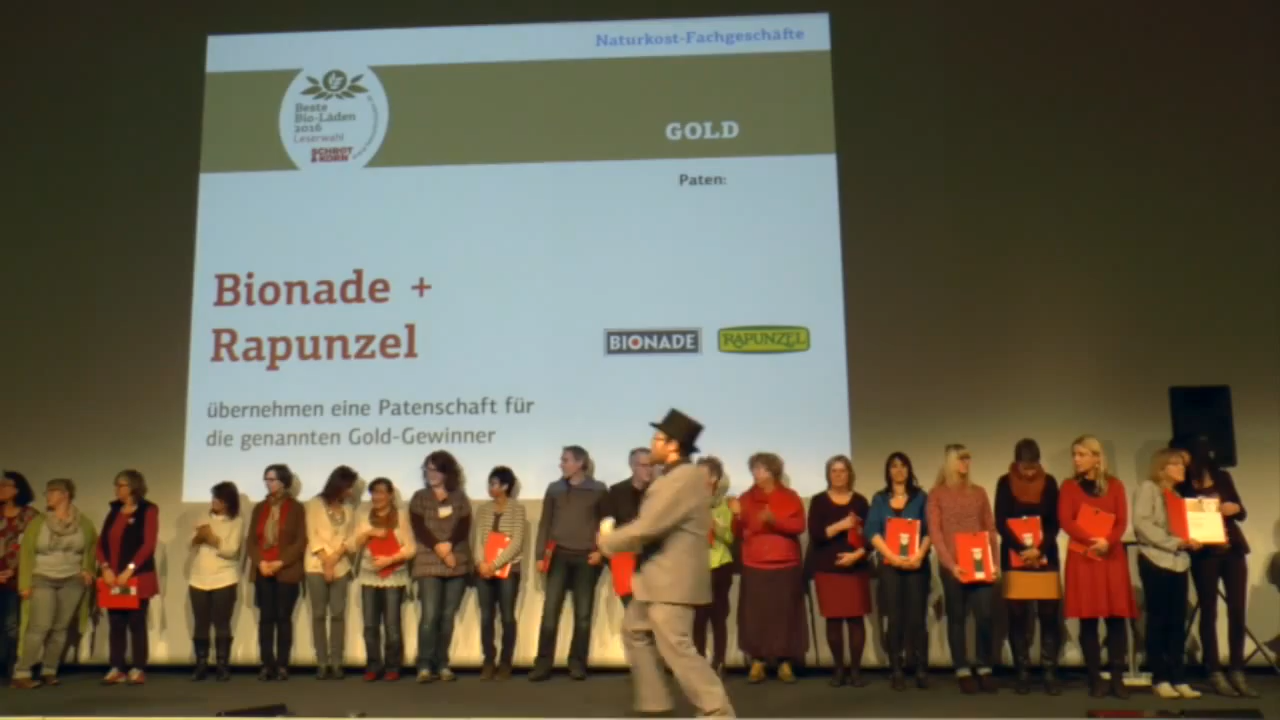 Naturkost-Fachgeschäfte
Beste
Bio-Läden
2016
Leserwahl
SCHROT
&KORN
GOLD
Paten:
Bionade +
Rapunzel
BIONADE
RAPUNZEL
übernehmen eine Patenschaft für
die genannten Gold-Gewinner